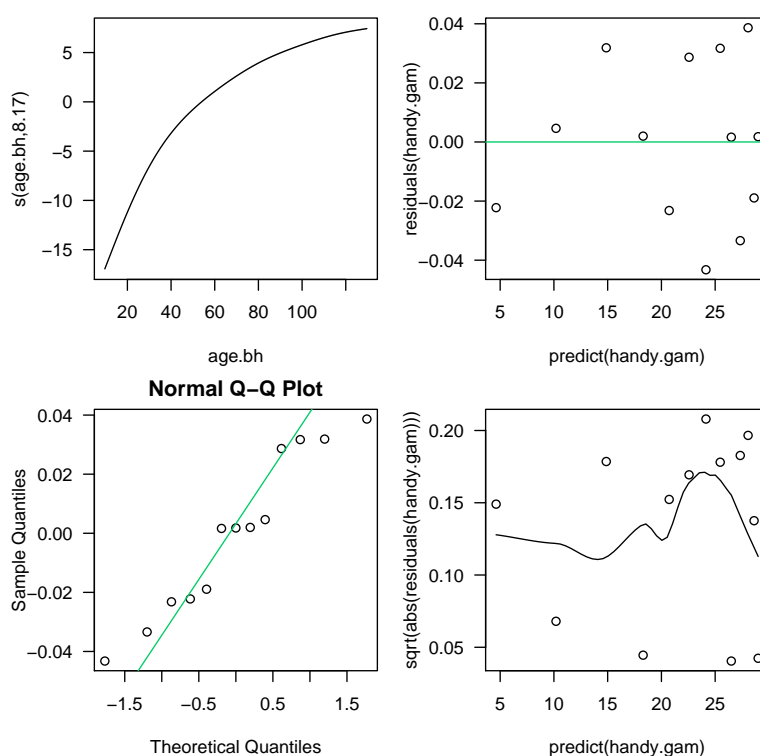 5
0
−5
−10
−15
s(age.bh,8.17)
20 40 60 80 100
age.bh
0.04
0.02
0.00
−0.02
−0.04
residuals(handy.gam)
5 10 15 20 25
predict(handy.gam)
Normal Q−Q Plot
0.04
0.02
0.00
−0.02
−0.04
Sample Quantiles
−1.5 −0.5 0.5 1.5
Theoretical Quantiles
0.20
0.15
0.10
0.05
sqrt(abs(residuals(handy.gam)))
5 10 15 20 25
predict(handy.gam)